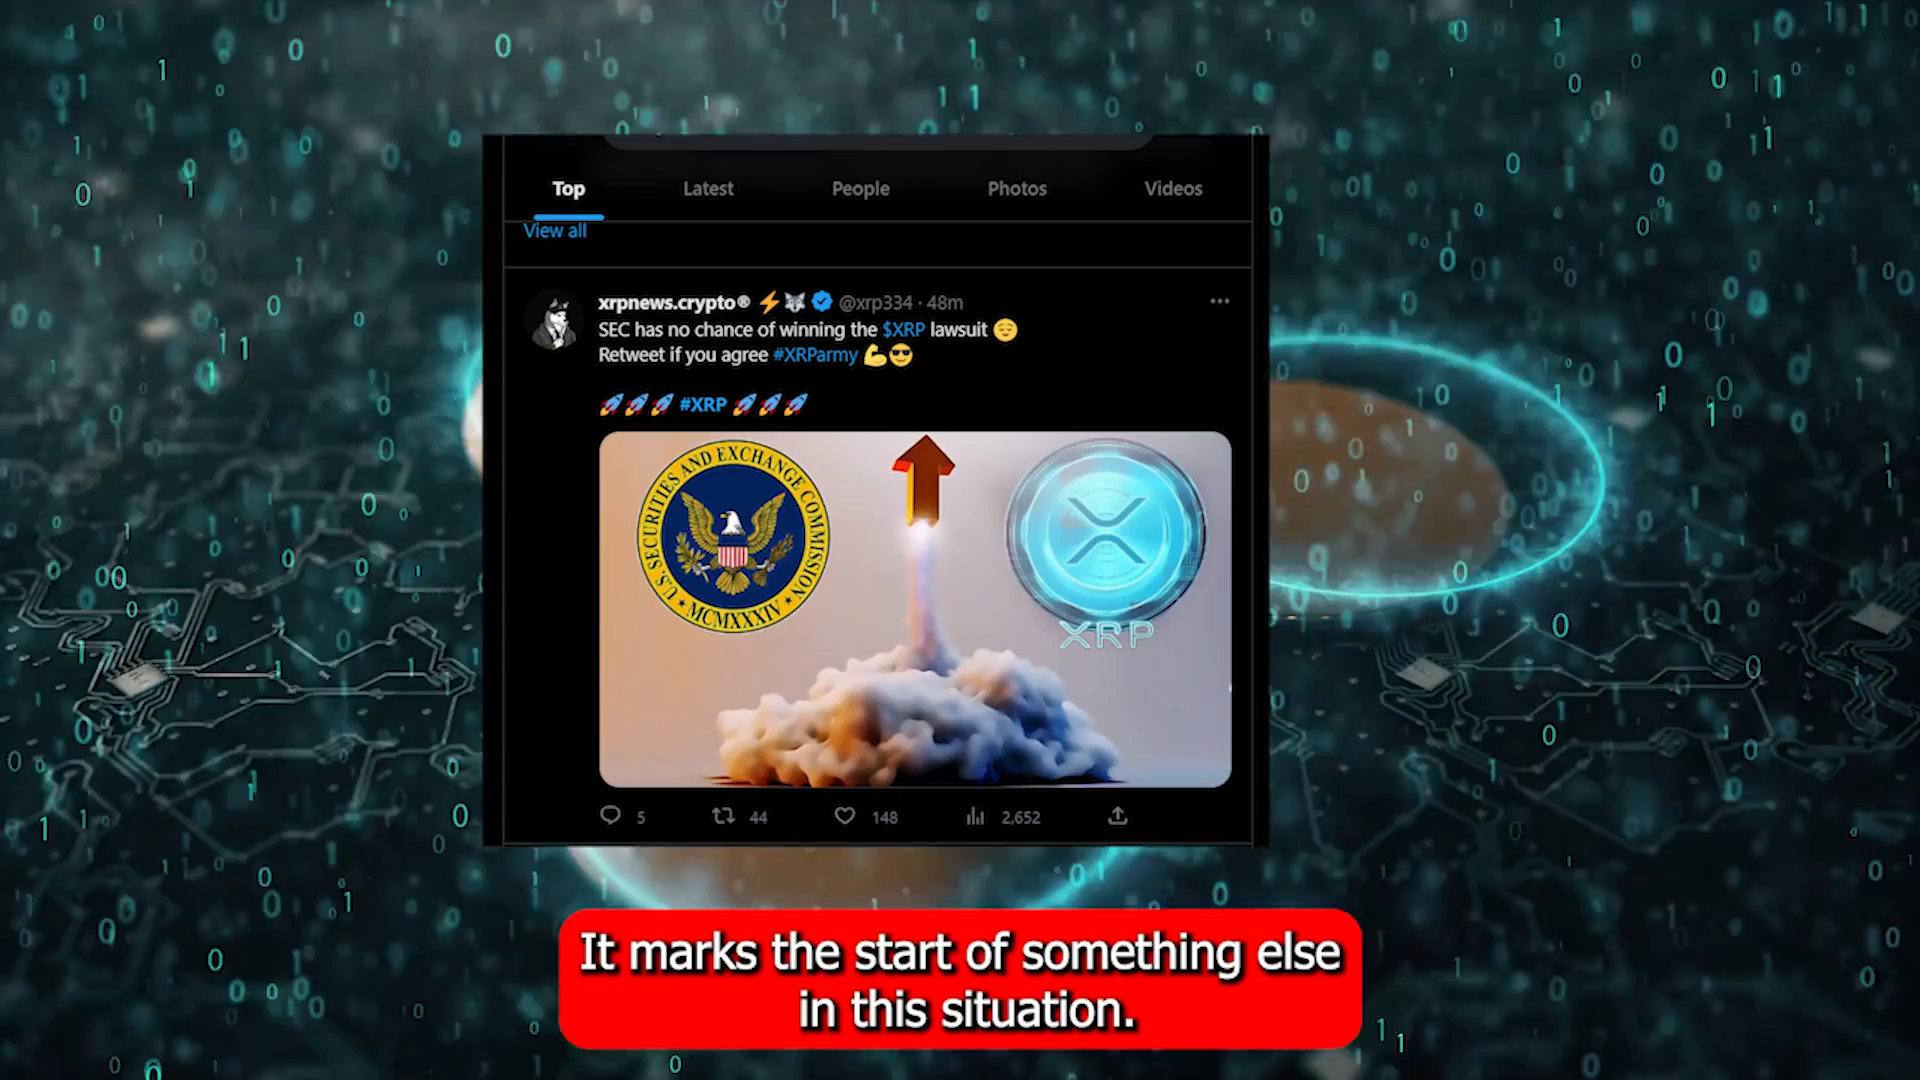 Top Latest People Photos Videos
View all
xrpnews.crypto® ⚡🐺 @xrp334 · 48m
SEC has no chance of winning the $XRP lawsuit 😌
Retweet if you agree #XRParmy 💪😎
🚀🚀🚀 #XRP 🚀🚀🚀
U.S. SECURITIES AND EXCHANGE COMMISSION
MCMXXXIV
XRP
5 44 148 2,652
It marks the start of something else
in this situation.